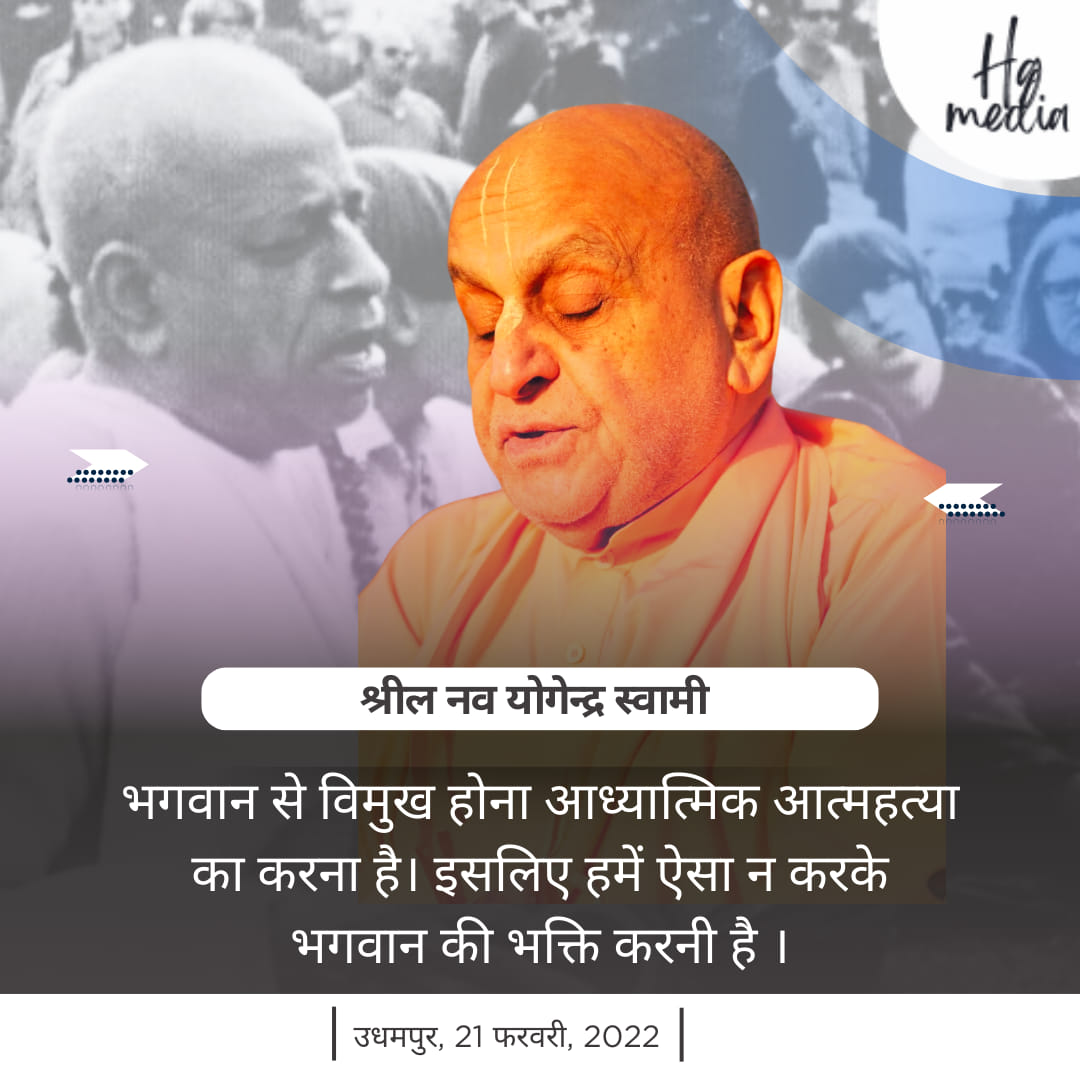 Hg
media
श्रील नव योगेन्द्र स्वामी
भगवान से विमुख होना आध्यात्मिक आत्महत्या
का करना है। इसलिए हमें ऐसा न करके
भगवान की भक्ति करनी है ।
उधमपुर, 21 फरवरी, 2022